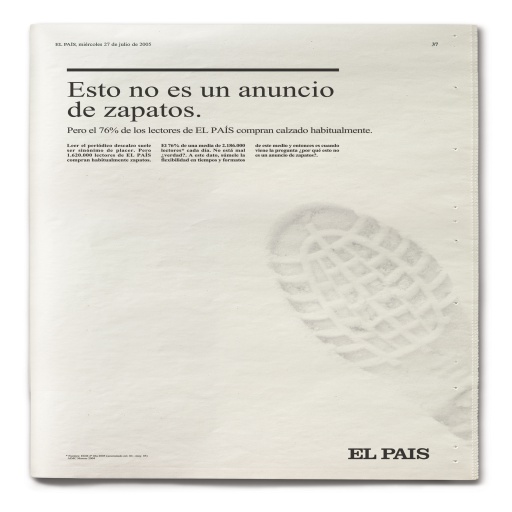 EL PAÍS, miércoles 27 de julio de 2005
37
Esto no es un anuncio
de zapatos.
Pero el 76% de los lectores de EL PAÍS compran calzado habitualmente.
Leer el periódico descalzo suele
ser sinónimo de placer. Pero
1.620.000 lectores de EL PAÍS
compran habitualmente zapatos.
El 76% de una media de 2.186.000
lectores* cada día. No está mal
¿verdad?. A este dato, súmele la
flexibilidad en tiempos y formatos
de este medio y entonces es cuando
viene la pregunta ¿por qué esto no
es un anuncio de zapatos?.
EL PAIS